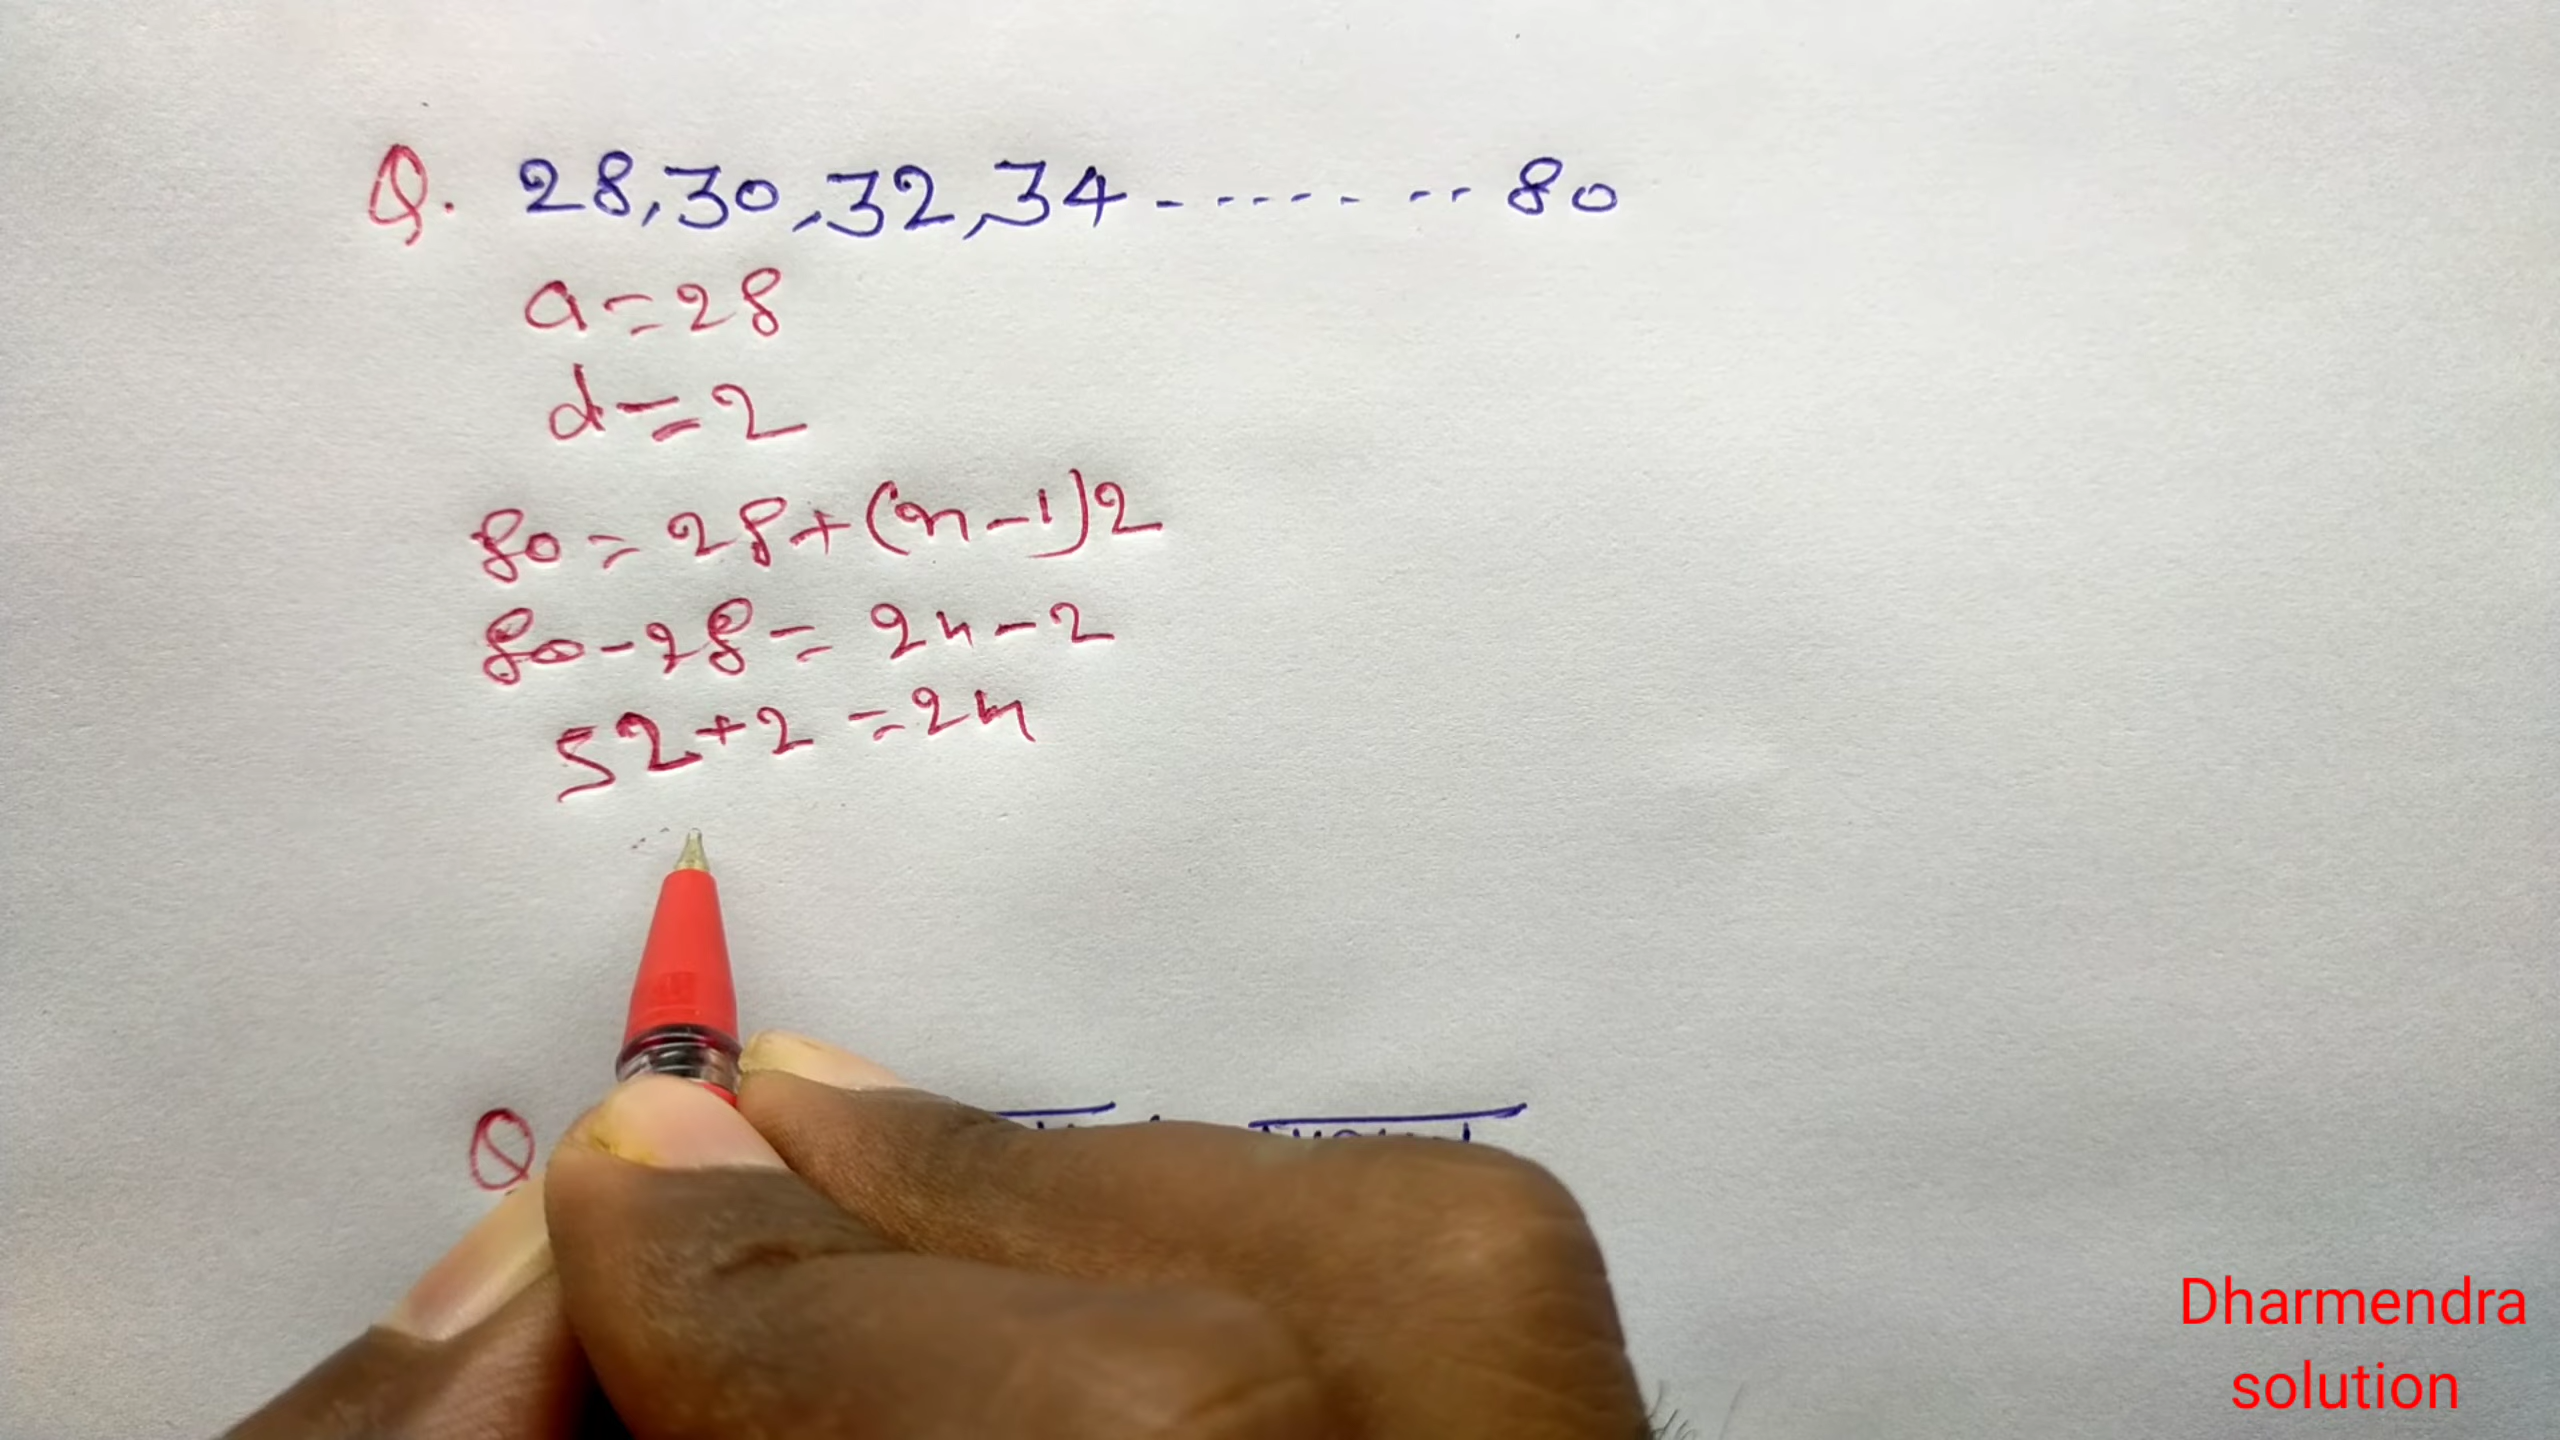 Q. 28,30,32,34 - - - - - - - - 80
a=28
d=2
80=28+(n-1)2
80-28=2n-2
52+2=2n
Q
Dharmendra
solution